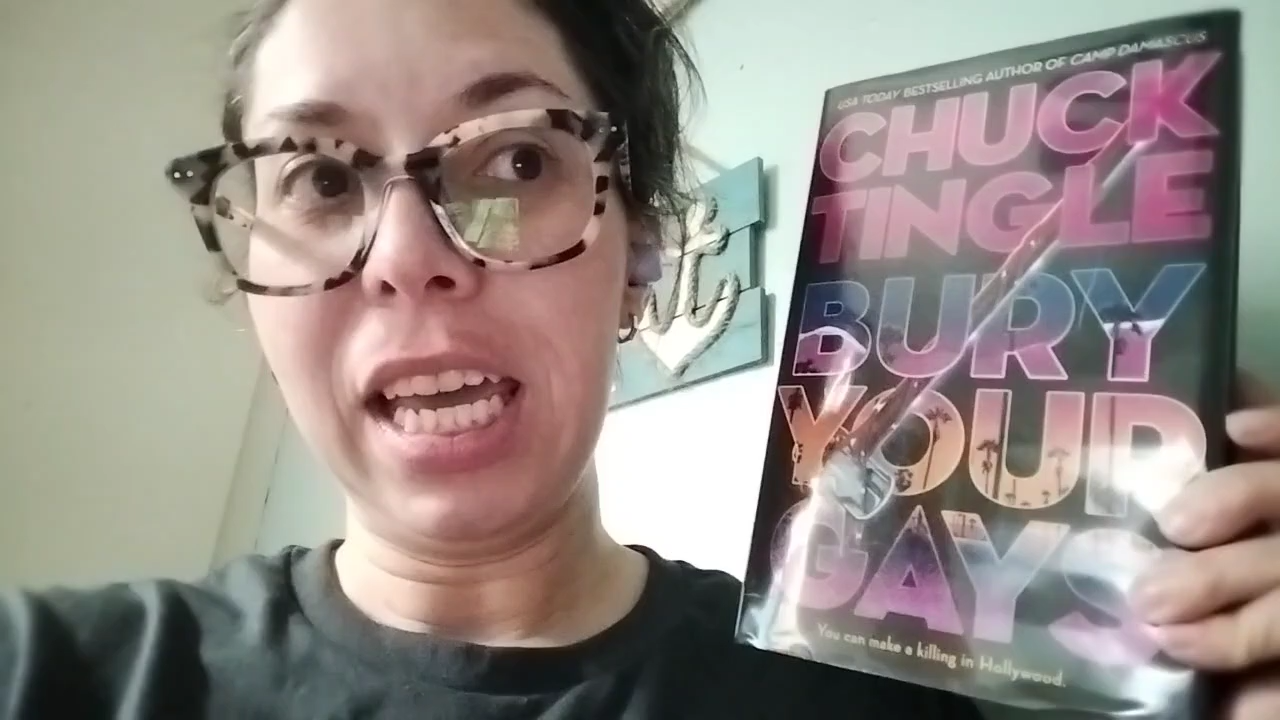 USA TODAY BESTSELLING AUTHOR OF CAMP DAMASCUS
CHUCK
TINGLE
BURY
YOUR
GAYS
You can make a killing in Hollywood.